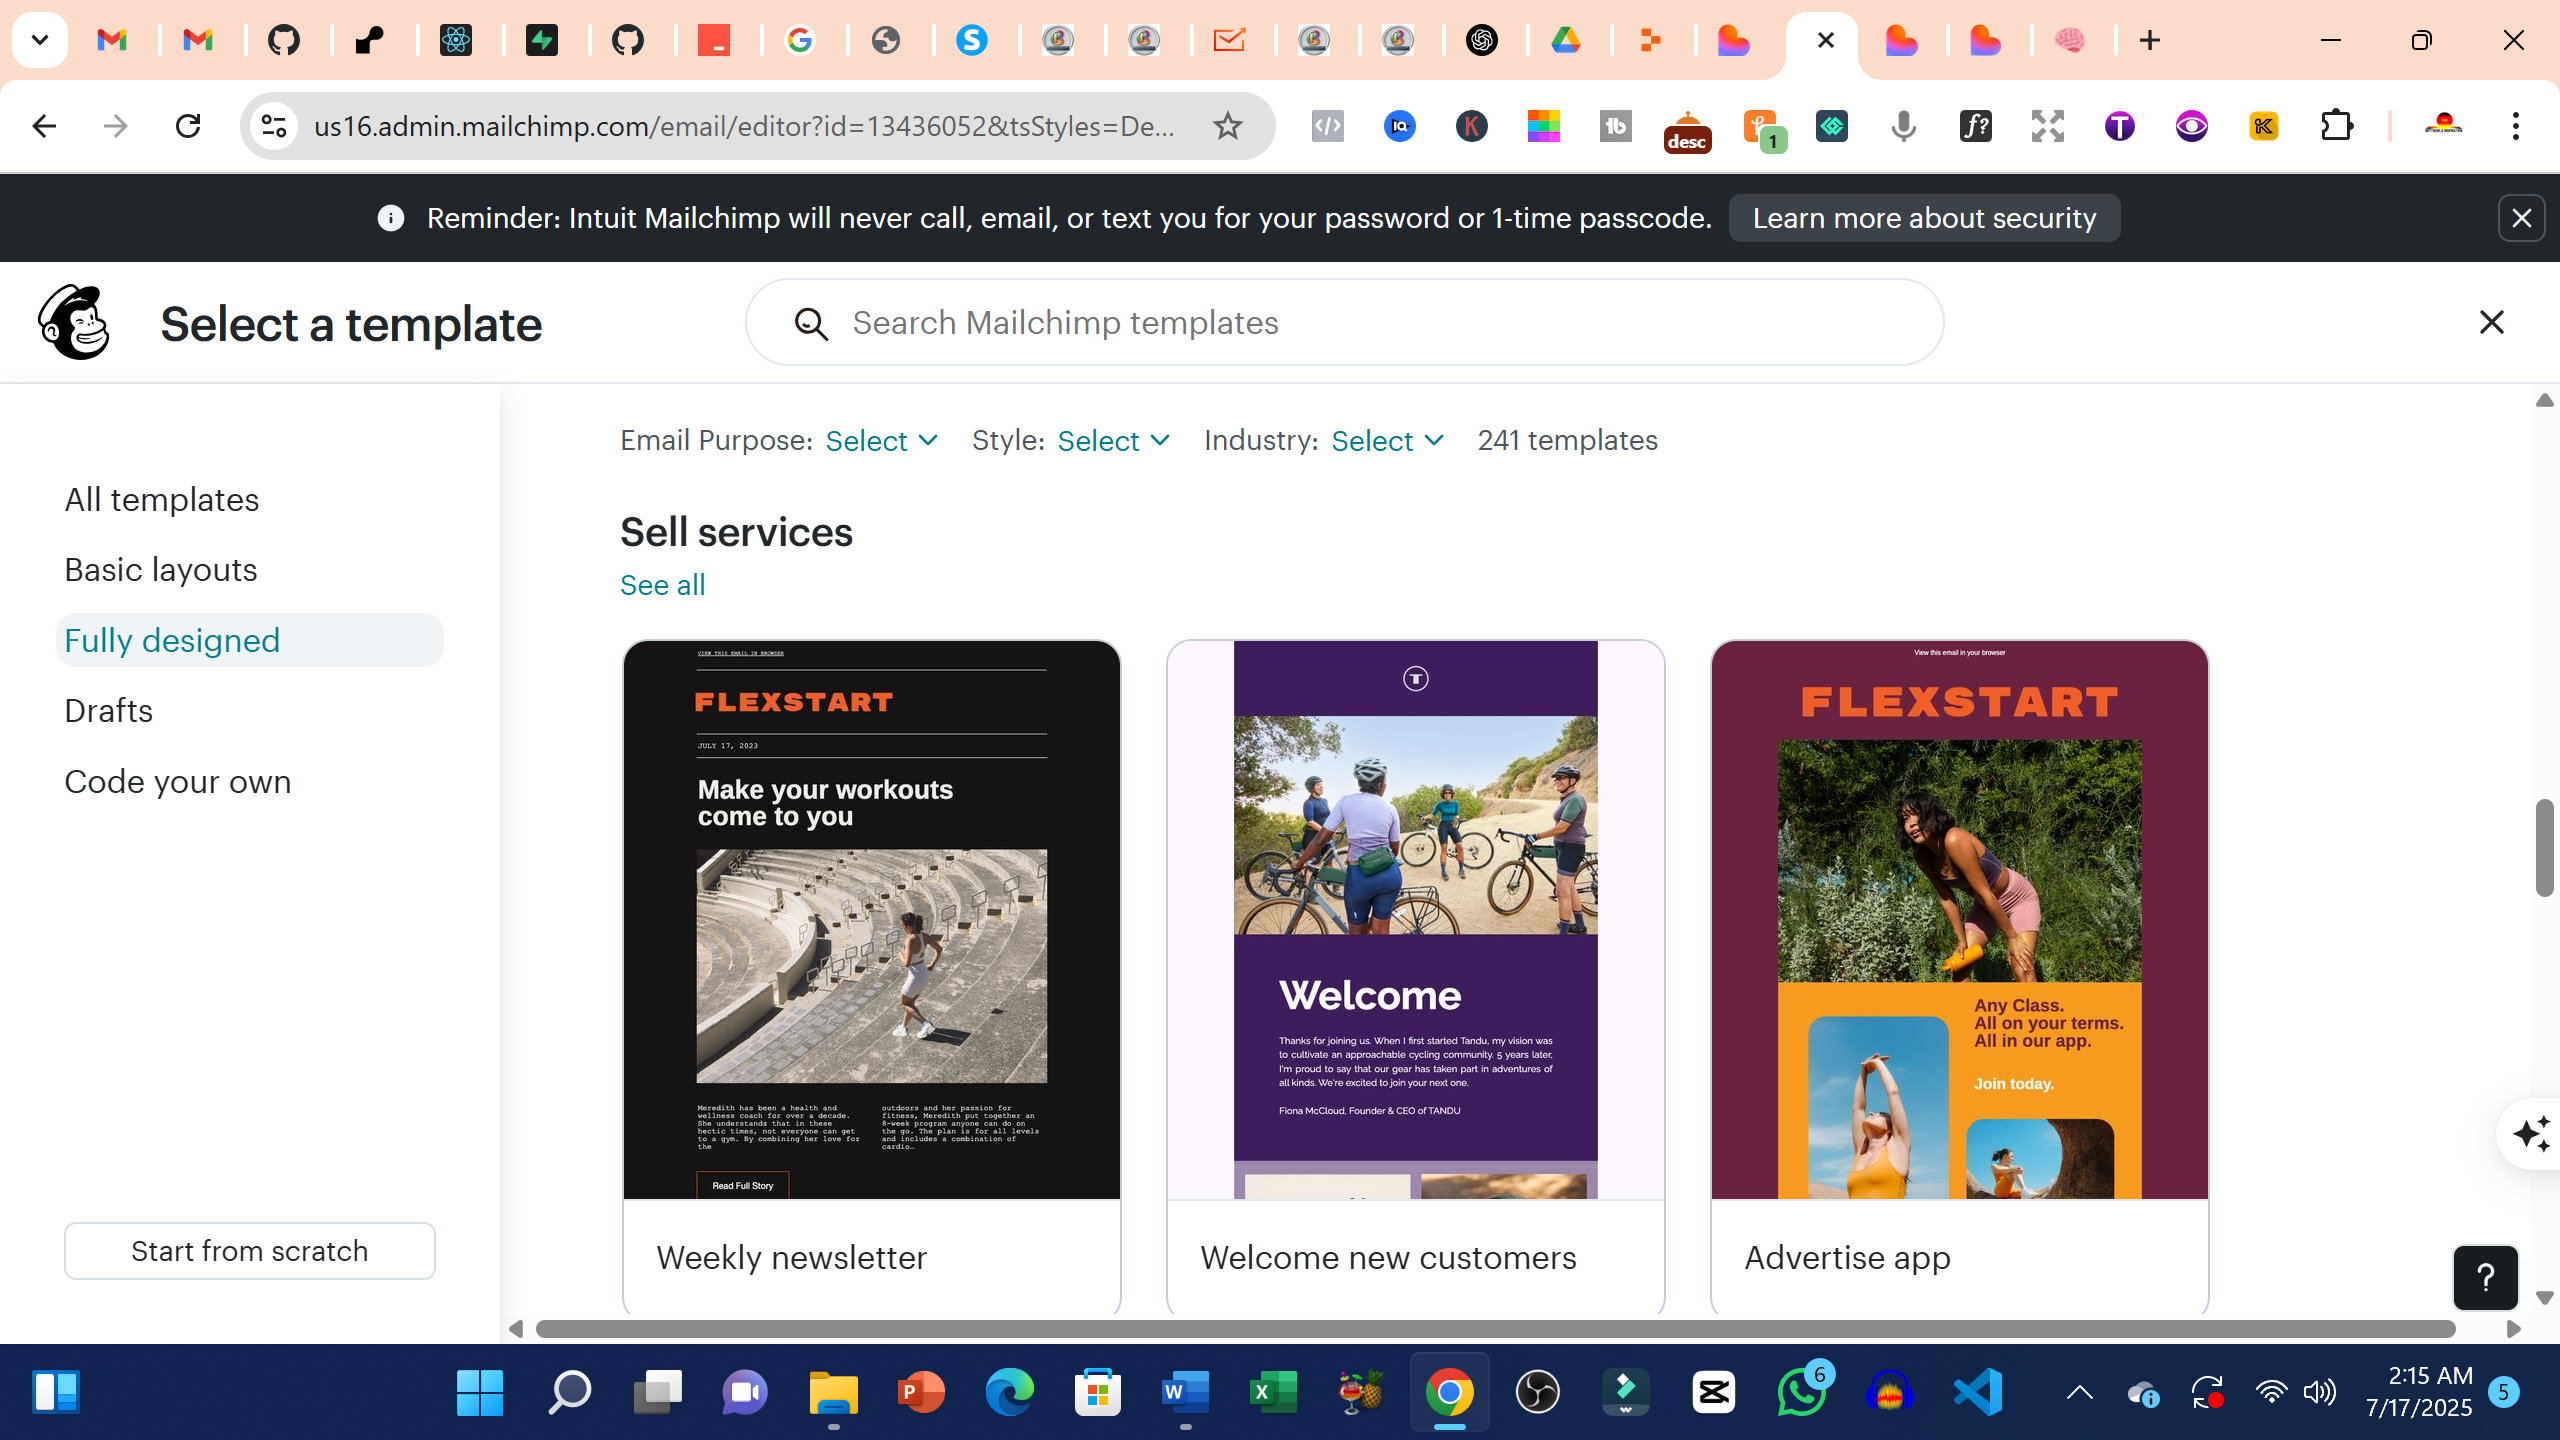 us16.admin.mailchimp.com/email/editor?id=13436052&tsStyles=De...
desc
1
Reminder: Intuit Mailchimp will never call, email, or text you for your password or 1-time passcode.
Learn more about security
Select a template
Search Mailchimp templates
Email Purpose: Select
Style: Select
Industry: Select
241 templates
All templates
Basic layouts
Fully designed
Drafts
Code your own
Start from scratch
Sell services
See all
VIEW THIS EMAIL IN BROWSER
FLEXSTART
JULY 17, 2023
Make your workouts
come to you
Meredith has been a health and
wellness coach for over a decade.
She understands that in these
hectic times, not everyone can get
to a gym. By combining her love for
the
outdoors and her passion for
fitness, Meredith put together an
8-week program anyone can do on
the go. The plan is for all levels
and includes a combination of
cardio…
Read Full Story
Weekly newsletter
T
Welcome
Thanks for joining us. When I first started Tandu, my vision was
to cultivate an approachable cycling community. 5 years later,
I'm proud to say that our gear has taken part in adventures of
all kinds. We're excited to join your next one.
Fiona McCloud, Founder & CEO of TANDU
Welcome new customers
View this email in your browser
FLEXSTART
Any Class.
All on your terms.
All in our app.
Join today.
Advertise app
?
6
2:15 AM
7/17/2025
5